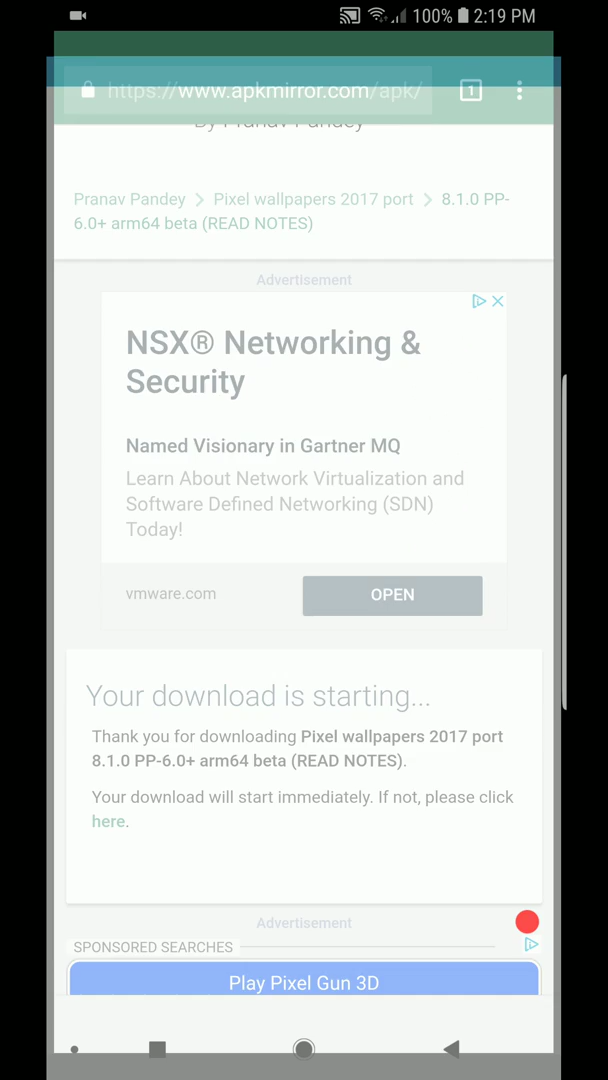 100% 2:19 PM
https://www.apkmirror.com/apk/
1
By Pranav Pandey
Pranav Pandey > Pixel wallpapers 2017 port > 8.1.0 PP-
6.0+ arm64 beta (READ NOTES)
Advertisement
NSX® Networking &
Security
Named Visionary in Gartner MQ
Learn About Network Virtualization and
Software Defined Networking (SDN)
Today!
vmware.com
OPEN
Your download is starting...
Thank you for downloading Pixel wallpapers 2017 port
8.1.0 PP-6.0+ arm64 beta (READ NOTES).
Your download will start immediately. If not, please click
here.
Advertisement
SPONSORED SEARCHES
Play Pixel Gun 3D